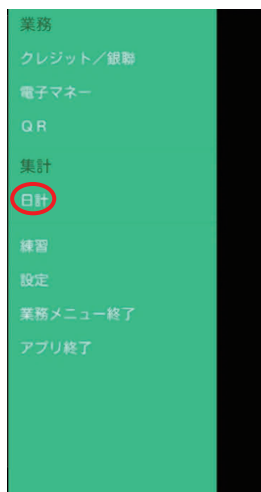 業務
クレジット／銀聯
電子マネー
ＱＲ
集計
日計
練習
設定
業務メニュー終了
アプリ終了